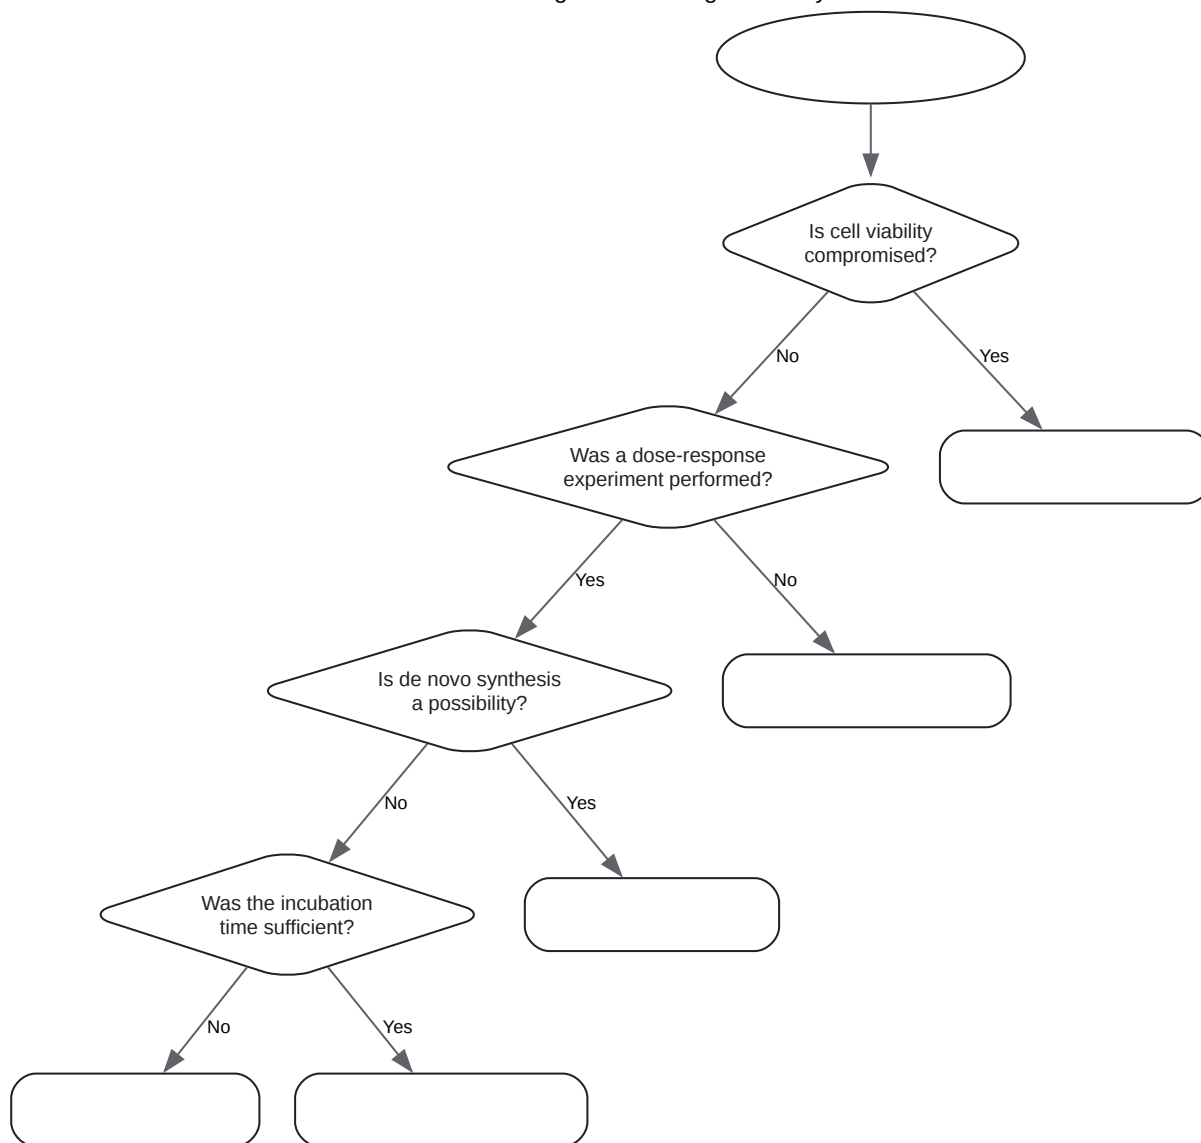 Is cell viability
compromised?
No
Yes
Was a dose-response
experiment performed?
Yes
No
Is de novo synthesis
a possibility?
No
Yes
Was the incubation
time sufficient?
No
Yes